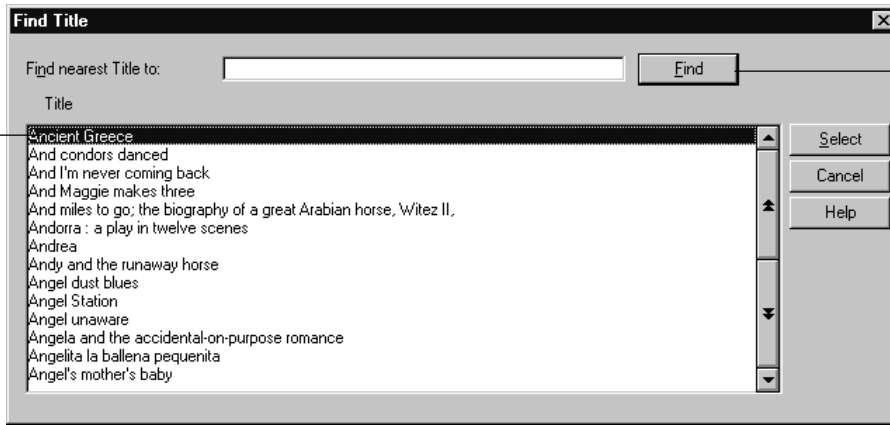 Find Title
Find nearest Title to:
Find
Title
Ancient Greece
And condors danced
And I'm never coming back
And Maggie makes three
And miles to go; the biography of a great Arabian horse, Witez II,
Andorra : a play in twelve scenes
Andrea
Andy and the runaway horse
Angel dust blues
Angel Station
Angel unaware
Angela and the accidental-on-purpose romance
Angelita la ballena pequenita
Angel's mother's baby
Select
Cancel
Help